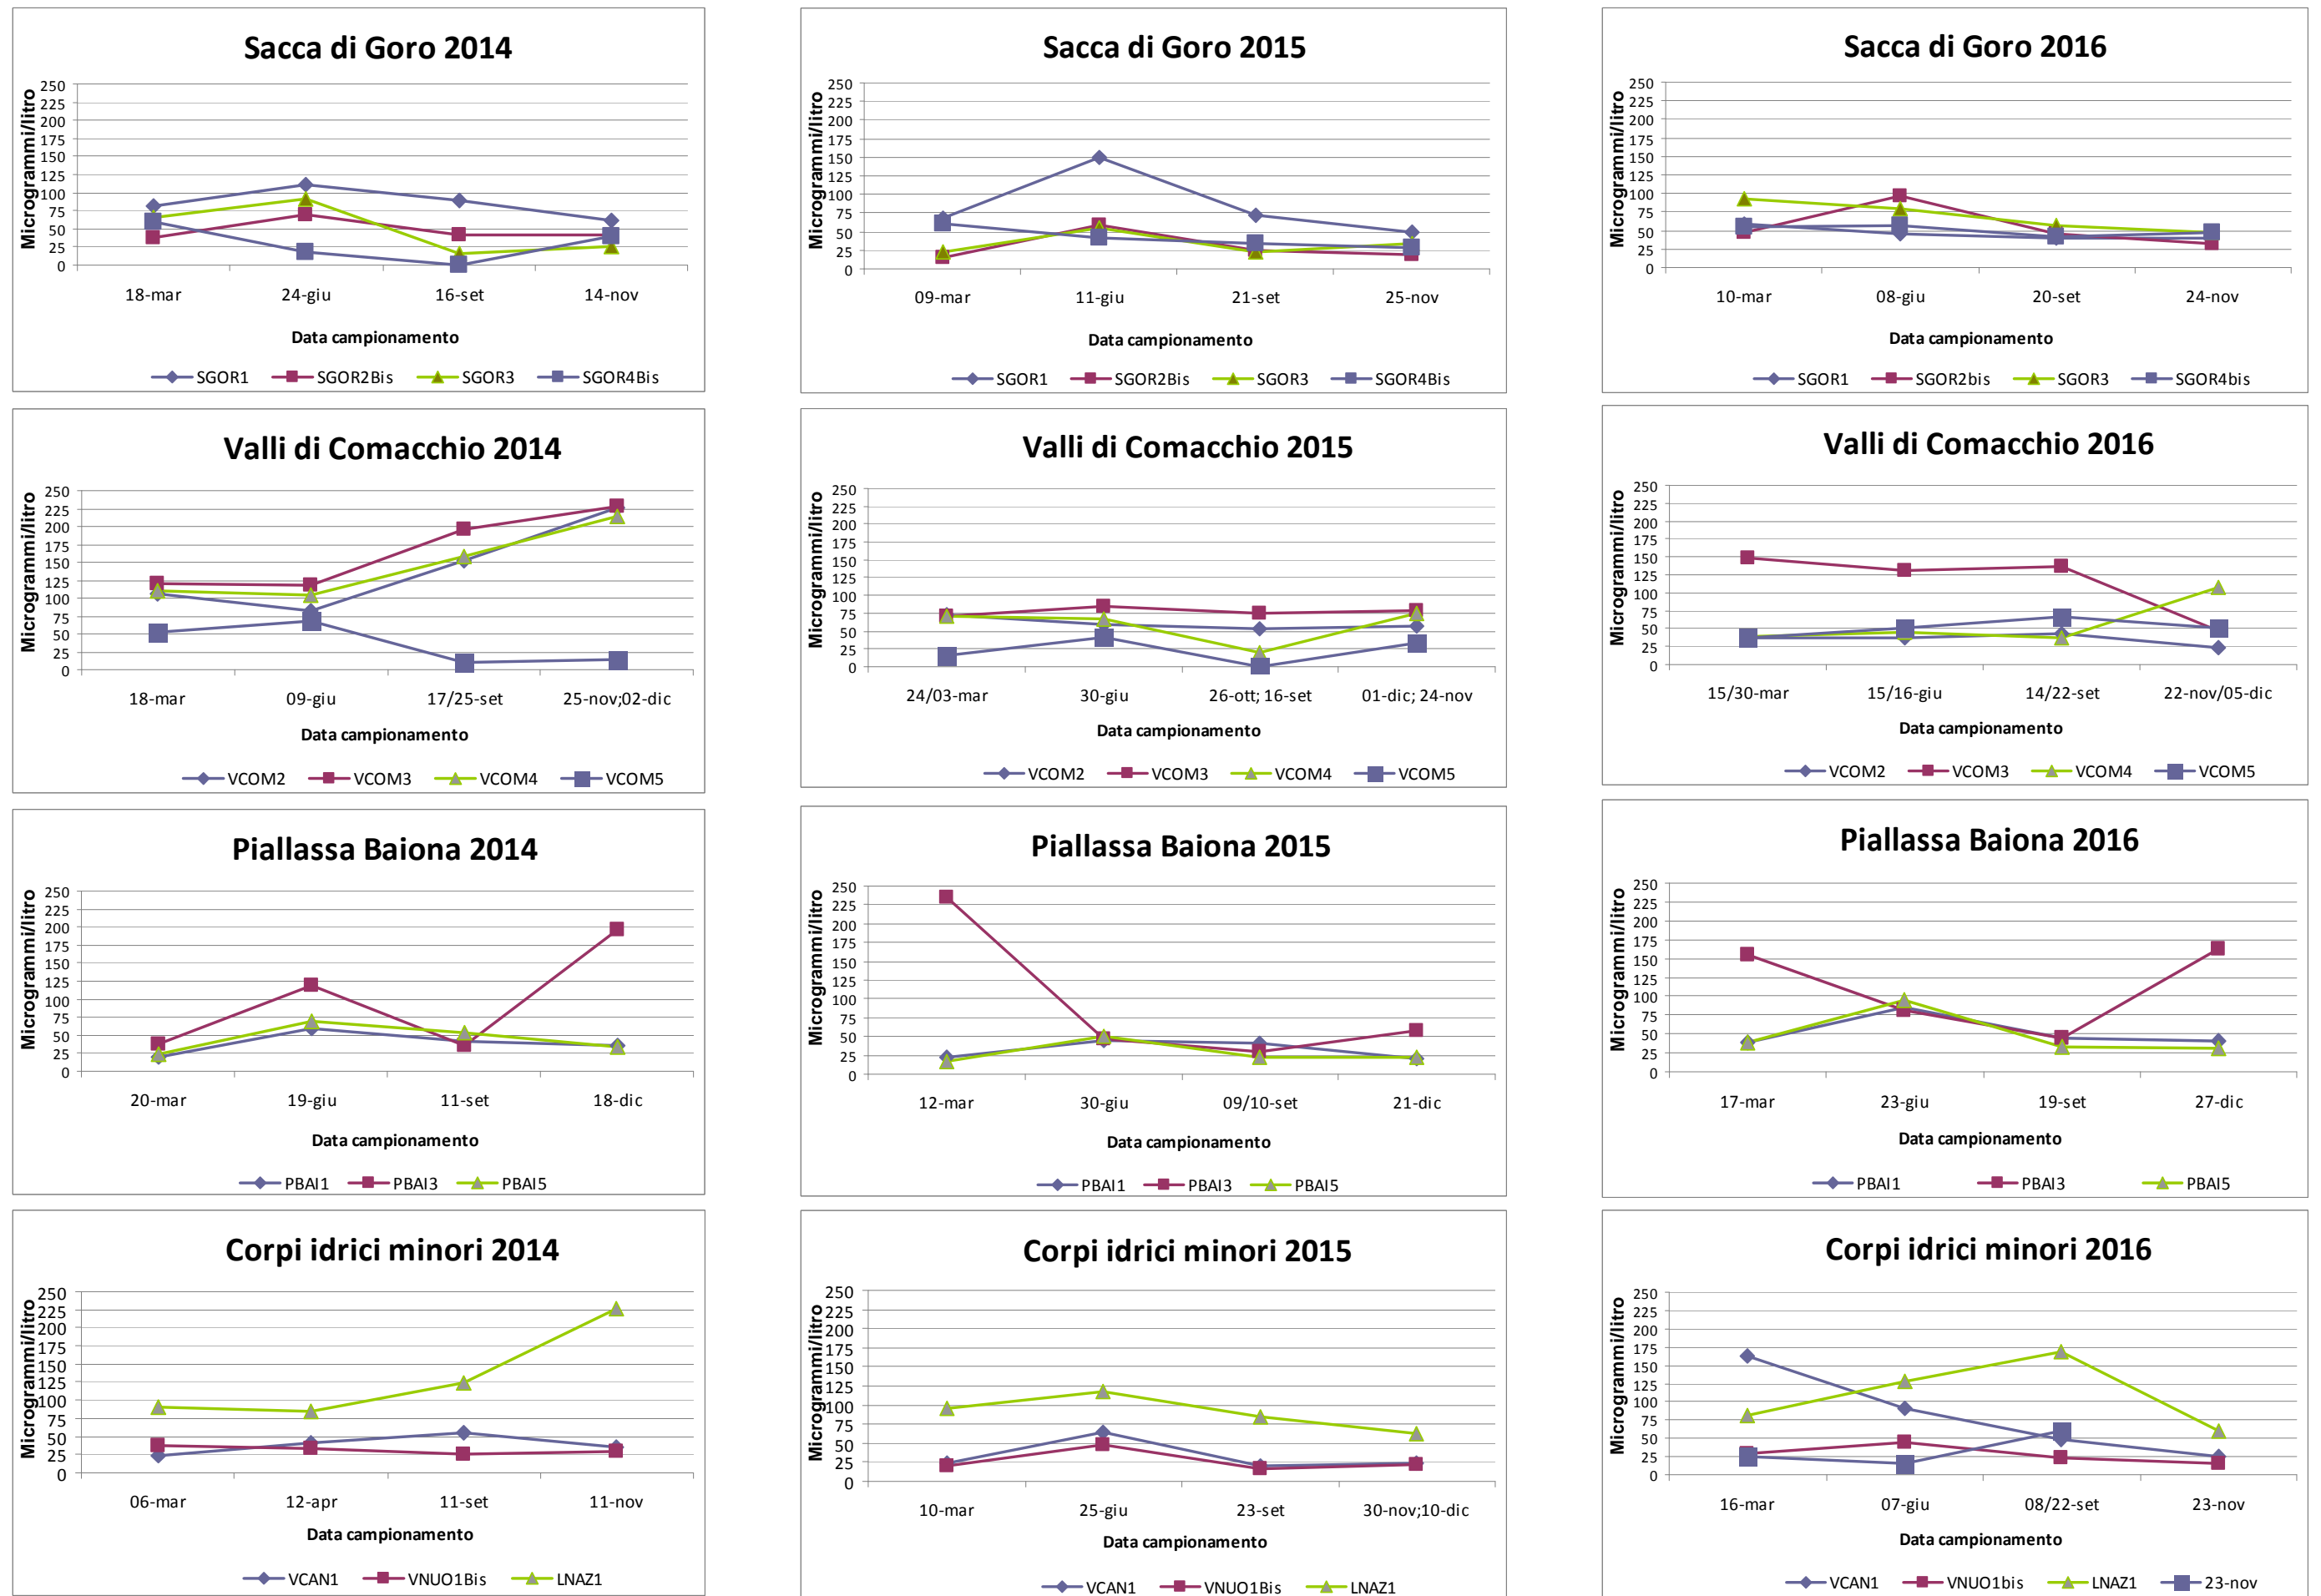 Sacca di Goro 2014
Microgrammi/litro
250
225
200
175
150
125
100
75
50
25
0
18-mar 24-giu 16-set 14-nov
Data campionamento
SGOR1 SGOR2Bis SGOR3 SGOR4Bis
Sacca di Goro 2015
Microgrammi/litro
250
225
200
175
150
125
100
75
50
25
0
09-mar 11-giu 21-set 25-nov
Data campionamento
SGOR1 SGOR2Bis SGOR3 SGOR4Bis
Sacca di Goro 2016
Microgrammi/litro
250
225
200
175
150
125
100
75
50
25
0
10-mar 08-giu 20-set 24-nov
Data campionamento
SGOR1 SGOR2bis SGOR3 SGOR4bis
Valli di Comacchio 2014
Microgrammi/litro
250
225
200
175
150
125
100
75
50
25
0
18-mar 09-giu 17/25-set 25-nov;02-dic
Data campionamento
VCOM2 VCOM3 VCOM4 VCOM5
Valli di Comacchio 2015
Microgrammi/litro
250
225
200
175
150
125
100
75
50
25
0
24/03-mar 30-giu 26-ott; 16-set 01-dic; 24-nov
Data campionamento
VCOM2 VCOM3 VCOM4 VCOM5
Valli di Comacchio 2016
Microgrammi/litro
250
225
200
175
150
125
100
75
50
25
0
15/30-mar 15/16-giu 14/22-set 22-nov/05-dic
Data campionamento
VCOM2 VCOM3 VCOM4 VCOM5
Piallassa Baiona 2014
Microgrammi/litro
250
225
200
175
150
125
100
75
50
25
0
20-mar 19-giu 11-set 18-dic
Data campionamento
PBAI1 PBAI3 PBAI5
Piallassa Baiona 2015
Microgrammi/litro
250
225
200
175
150
125
100
75
50
25
0
12-mar 30-giu 09/10-set 21-dic
Data campionamento
PBAI1 PBAI3 PBAI5
Piallassa Baiona 2016
Microgrammi/litro
250
225
200
175
150
125
100
75
50
25
0
17-mar 23-giu 19-set 27-dic
Data campionamento
PBAI1 PBAI3 PBAI5
Corpi idrici minori 2014
Microgrammi/litro
250
225
200
175
150
125
100
75
50
25
0
06-mar 12-apr 11-set 11-nov
Data campionamento
VCAN1 VNUO1Bis LNAZ1
Corpi idrici minori 2015
Microgrammi/litro
250
225
200
175
150
125
100
75
50
25
0
10-mar 25-giu 23-set 30-nov;10-dic
Data campionamento
VCAN1 VNUO1Bis LNAZ1
Corpi idrici minori 2016
Microgrammi/litro
250
225
200
175
150
125
100
75
50
25
0
16-mar 07-giu 08/22-set 23-nov
Data campionamento
VCAN1 VNUO1bis LNAZ1 23-nov